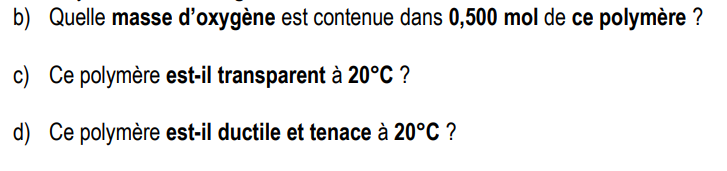 b) Quelle masse d'oxygène est contenue dans 0,500 mol de ce polymère ?
c) Ce polymère est-il transparent à 20°C ?
d) Ce polymère est-il ductile et tenace à 20°C ?